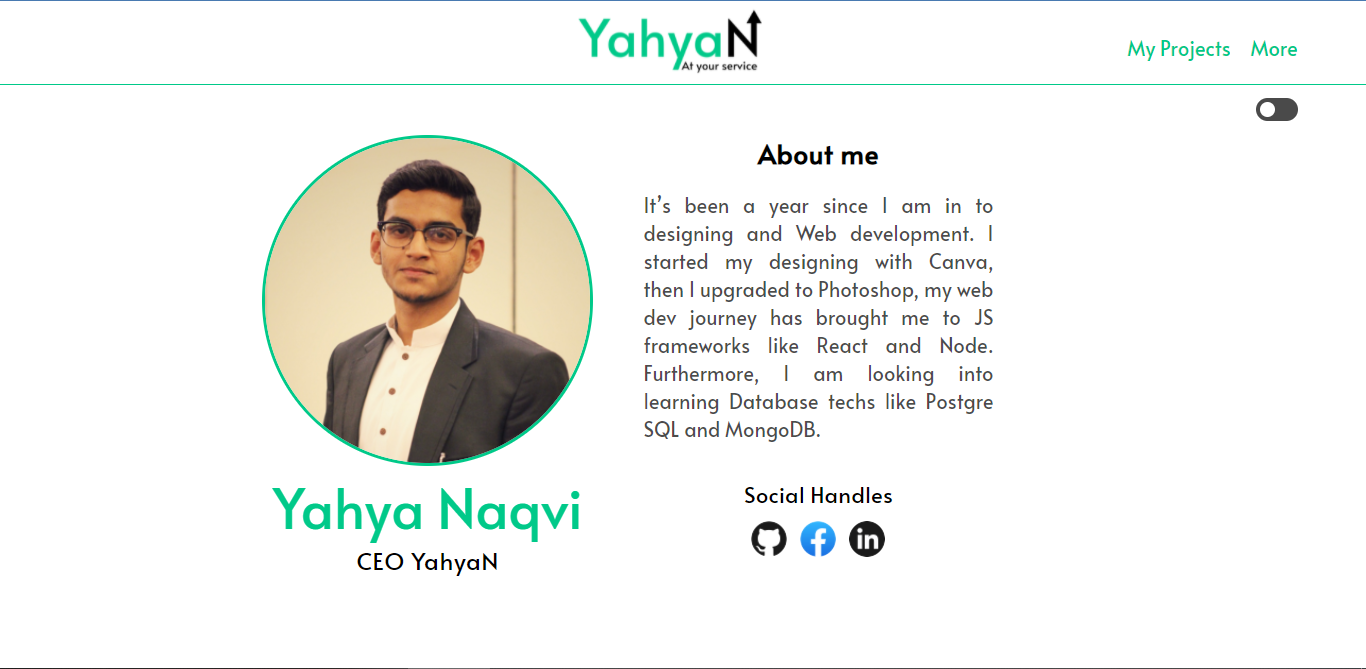 YahyaN
At your service
My Projects More
About me
It’s been a year since I am in to
designing and Web development. I
started my designing with Canva,
then I upgraded to Photoshop, my web
dev journey has brought me to JS
frameworks like React and Node.
Furthermore, I am looking into
learning Database techs like Postgre
SQL and MongoDB.
Yahya Naqvi
CEO YahyaN
Social Handles
f
in